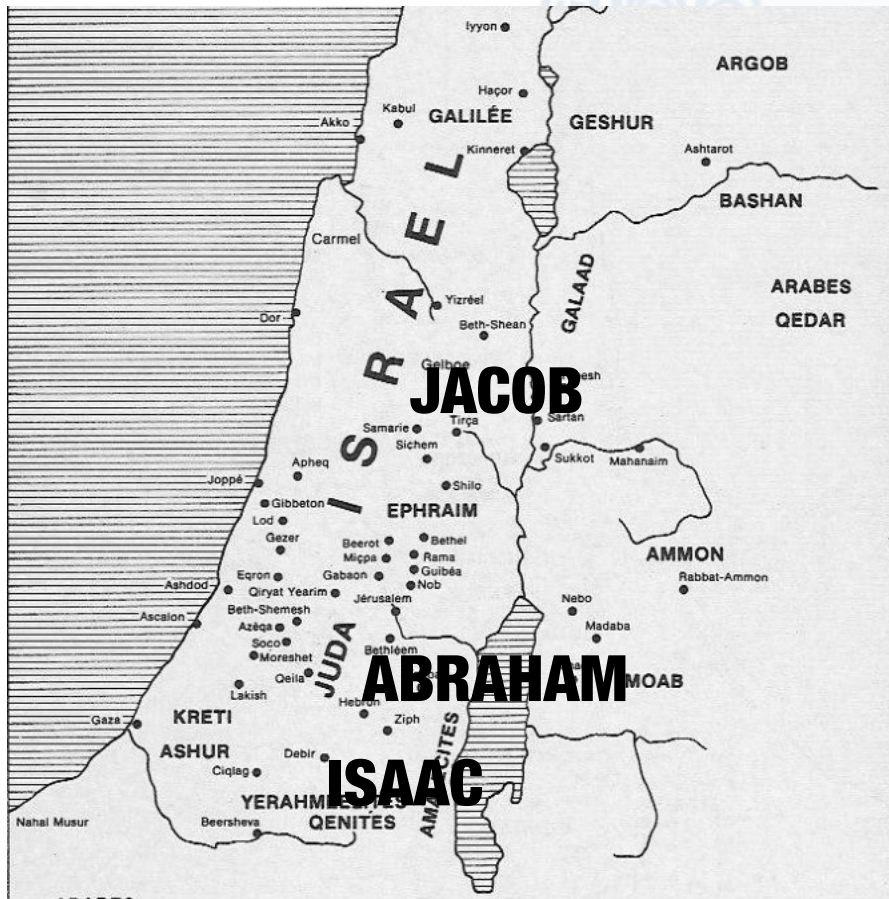 Iyyon
ARGOB
Haçor
Kabul
GALILÉE
GESHUR
Akko
Kinneret
Ashtarot
BASHAN
ISRAEL
Carmel
GALAAD
ARABES
QEDAR
Yizréel
Dor
Beth-Shean
Gelboe
JACOB
Tirça
Sartan
Samarie
Siçhem
Sukkot
Mahanaim
Apheq
Joppé
Shilo
Gibbeton
EPHRAIM
Lod
Gezer
Beerot
Bethel
Miçpa
Rama
AMMON
Guibéa
Eqron
Gabaon
Rabbat-Ammon
Ashdod
Qiryat Yearim
Nob
Jérusalem
Nebo
Beth-Shemesh
Ascalon
Azèqa
Madaba
Soco
JUDA
Bethléem
Moreshet
Qeila
ABRAHAM
MOAB
Lakish
Hebron
KRETI
Gaza
Ziph
ASHUR
Debir
Ciqlag
ISAAC
YERAHMEELITES
QENITES
Nahal Musur
Beersheva